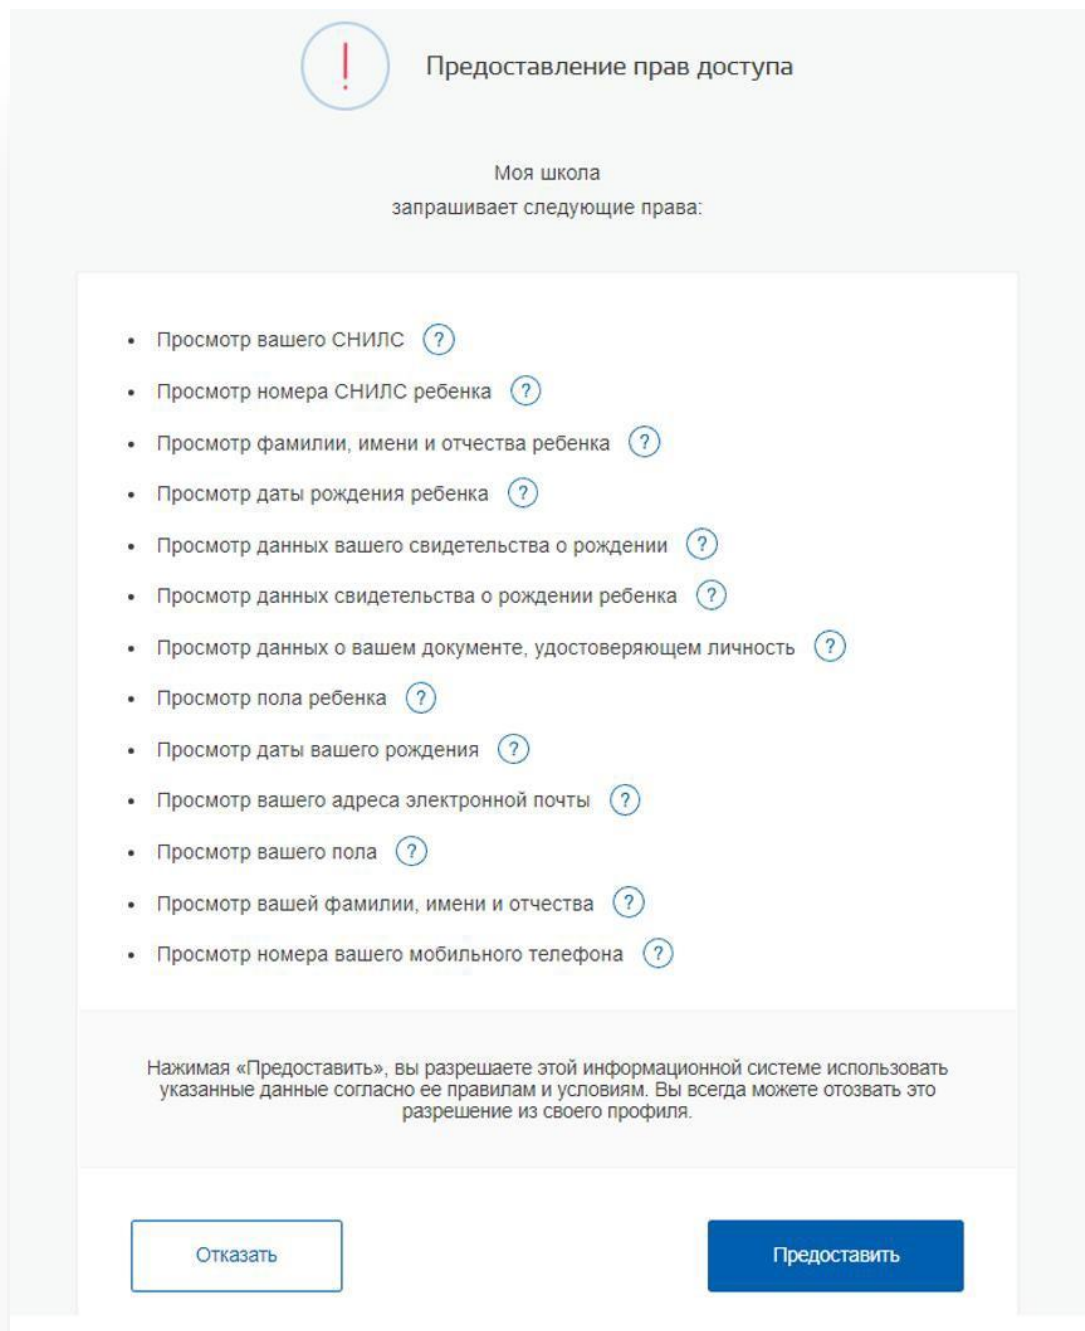 Предоставление прав доступа
Моя школа
запрашивает следующие права:
• Просмотр вашего СНИЛС ?
• Просмотр номера СНИЛС ребенка ?
• Просмотр фамилии, имени и отчества ребенка ?
• Просмотр даты рождения ребенка ?
• Просмотр данных вашего свидетельства о рождении ?
• Просмотр данных свидетельства о рождении ребенка ?
• Просмотр данных о вашем документе, удостоверяющем личность ?
• Просмотр пола ребенка ?
• Просмотр даты вашего рождения ?
• Просмотр вашего адреса электронной почты ?
• Просмотр вашего пола ?
• Просмотр вашей фамилии, имени и отчества ?
• Просмотр номера вашего мобильного телефона ?
Нажимая «Предоставить», вы разрешаете этой информационной системе использовать
указанные данные согласно ее правилам и условиям. Вы всегда можете отозвать это
разрешение из своего профиля.
Отказать
Предоставить